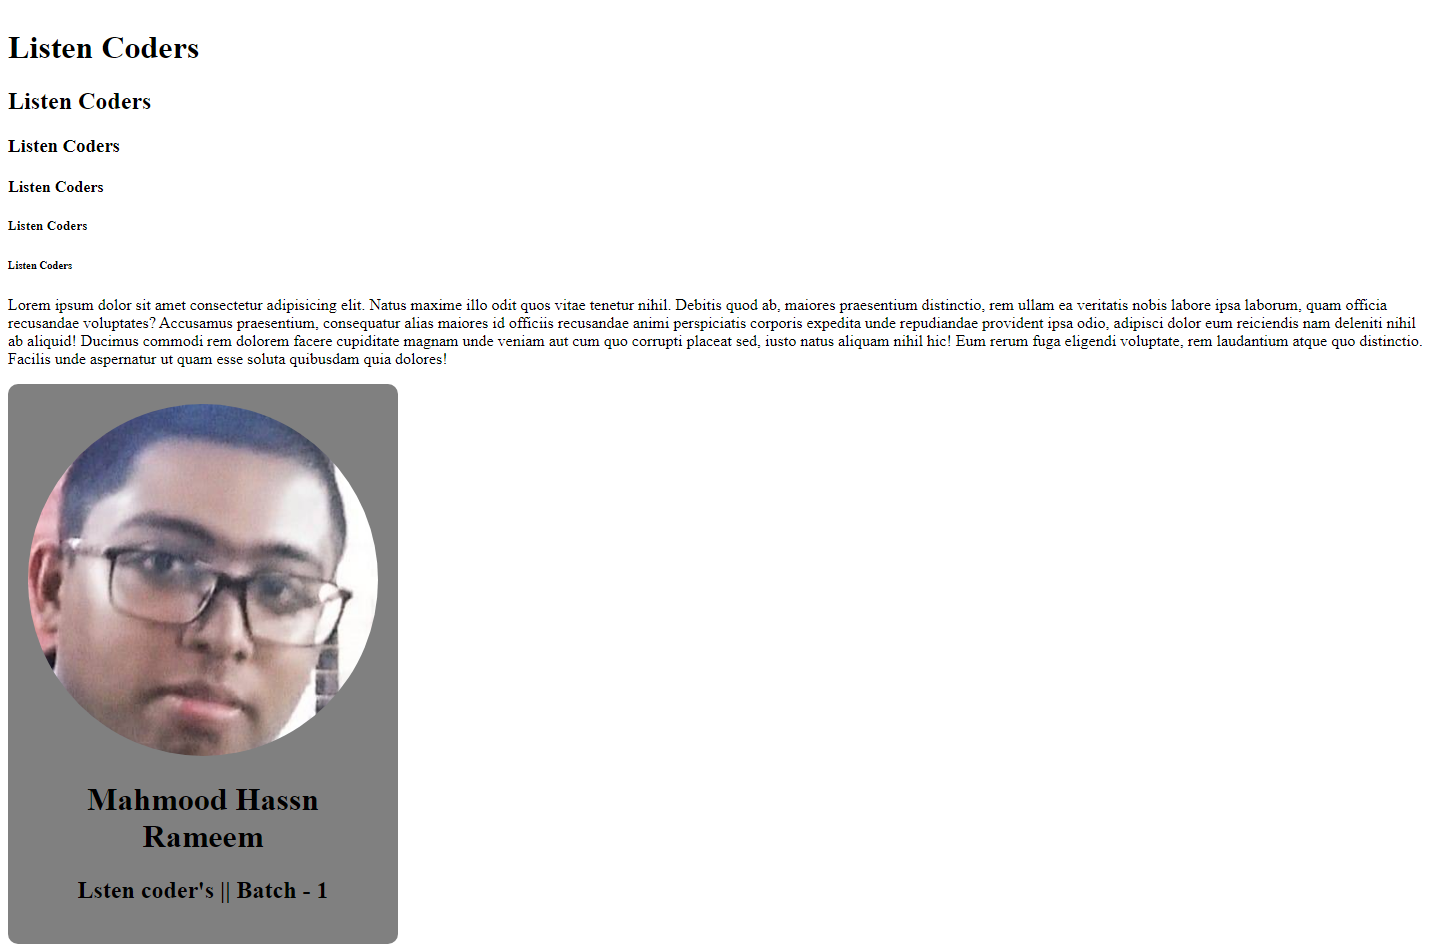 Listen Coders
Listen Coders
Listen Coders
Listen Coders
Listen Coders
Listen Coders
Lorem ipsum dolor sit amet consectetur adipisicing elit. Natus maxime illo odit quos vitae tenetur nihil. Debitis quod ab, maiores praesentium distinctio, rem ullam ea veritatis nobis labore ipsa laborum, quam officia
recusandae voluptates? Accusamus praesentium, consequatur alias maiores id officiis recusandae animi perspiciatis corporis expedita unde repudiandae provident ipsa odio, adipisci dolor eum reiciendis nam deleniti nihil
ab aliquid! Ducimus commodi rem dolorem facere cupiditate magnam unde veniam aut cum quo corrupti placeat sed, iusto natus aliquam nihil hic! Eum rerum fuga eligendi voluptate, rem laudantium atque quo distinctio.
Facilis unde aspernatur ut quam esse soluta quibusdam quia dolores!
Mahmood Hassn
Rameem
Lsten coder's || Batch - 1